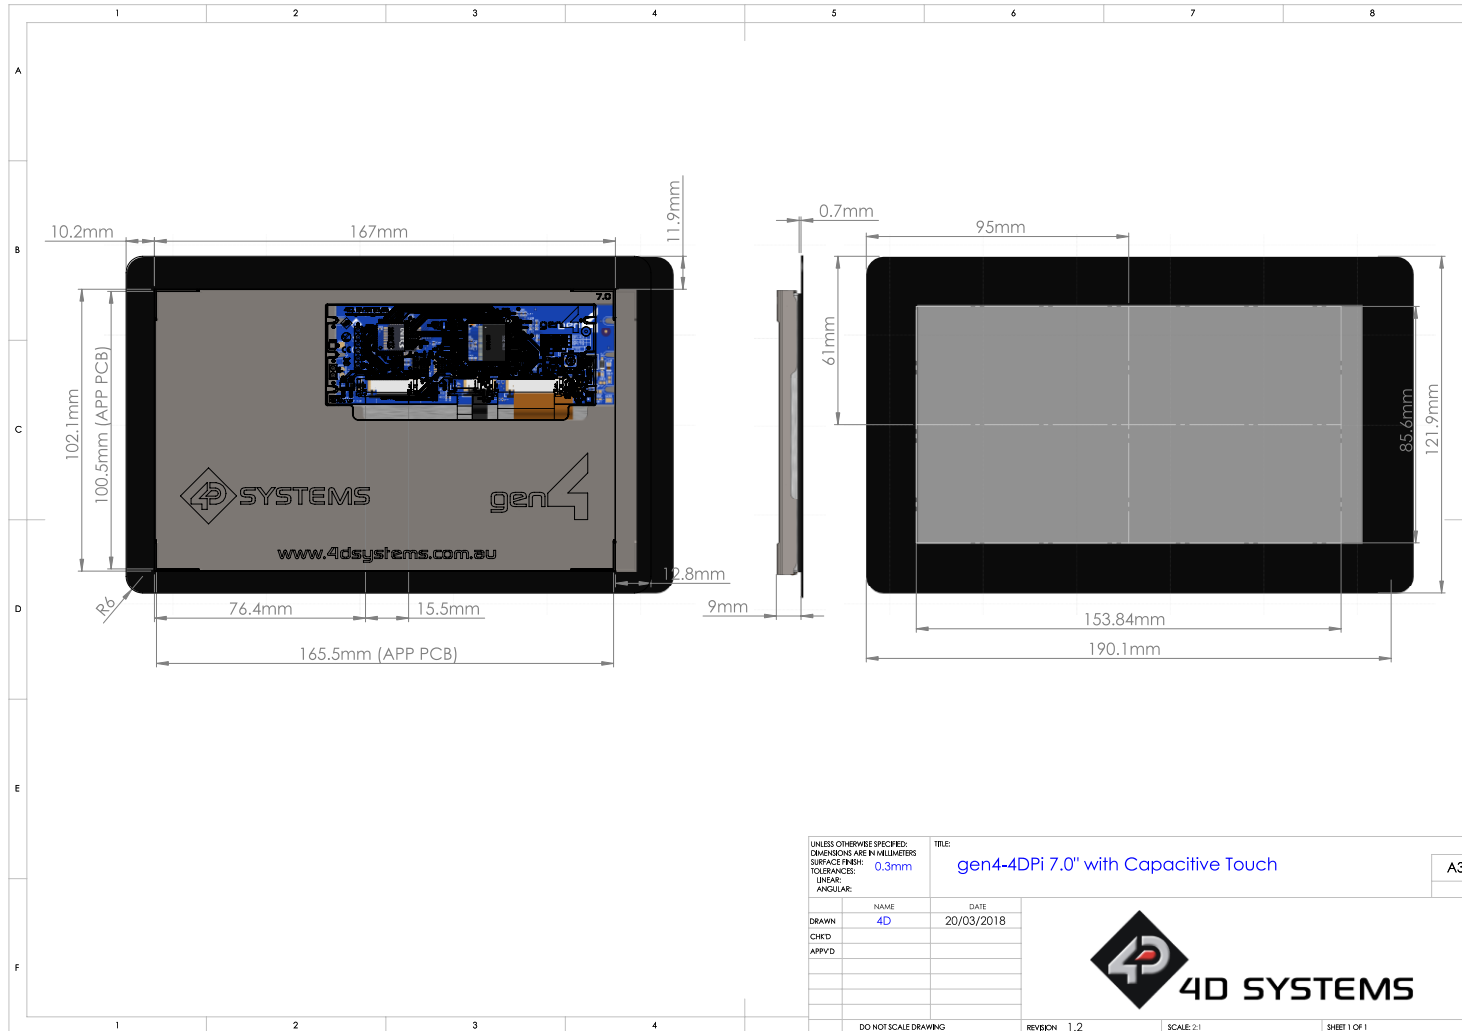 1 2 3 4 5 6 7 8
A
B
C
D
E
F
10.2mm
167mm
11.9mm
7.0
102.1mm
100.5mm (APP PCB)
4D SYSTEMS
gen4
www.4dsystems.com.au
R6
76.4mm
15.5mm
12.8mm
165.5mm (APP PCB)
0.7mm
9mm
95mm
61mm
85.6mm
121.9mm
153.84mm
190.1mm
UNLESS OTHERWISE SPECIFIED:
DIMENSIONS ARE IN MILLIMETERS
SURFACE FINISH: 0.3mm
TOLERANCES:
LINEAR:
ANGULAR:
TITLE:
gen4-4DPi 7.0" with Capacitive Touch
A3
NAME DATE
DRAWN 4D 20/03/2018
CHK'D
APPV'D
4D SYSTEMS
DO NOT SCALE DRAWING
REVISION 1.2
SCALE: 2:1
SHEET 1 OF 1
1 2 3 4